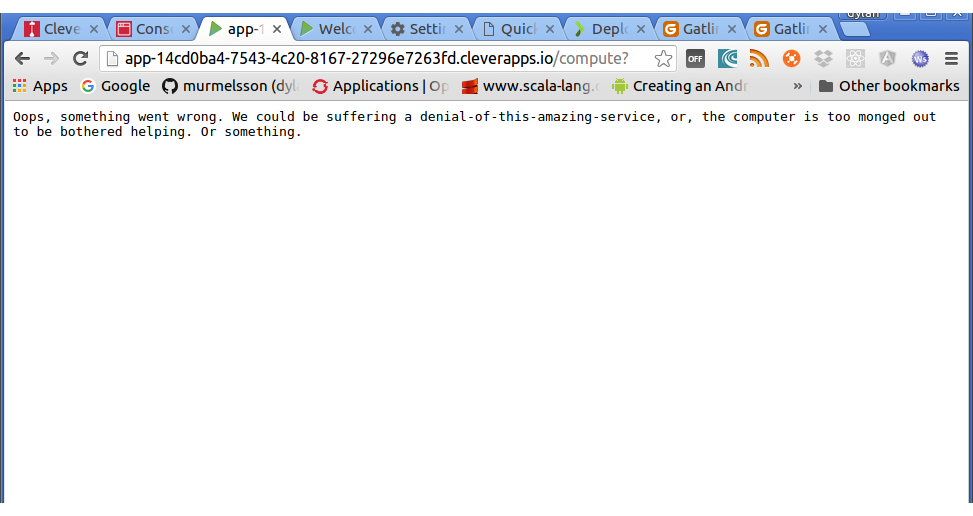 dylan
Cleve Cons app-1 Welco Settin Quick Deplo Gatlin Gatlin
app-14cd0ba4-7543-4c20-8167-27296e7263fd.cleverapps.io/compute? OFF Ws
Apps Google murmelsson (dyl Applications | Op www.scala-lang. Creating an Andr » Other bookmarks
Oops, something went wrong. We could be suffering a denial-of-this-amazing-service, or, the computer is too monged out
to be bothered helping. Or something.